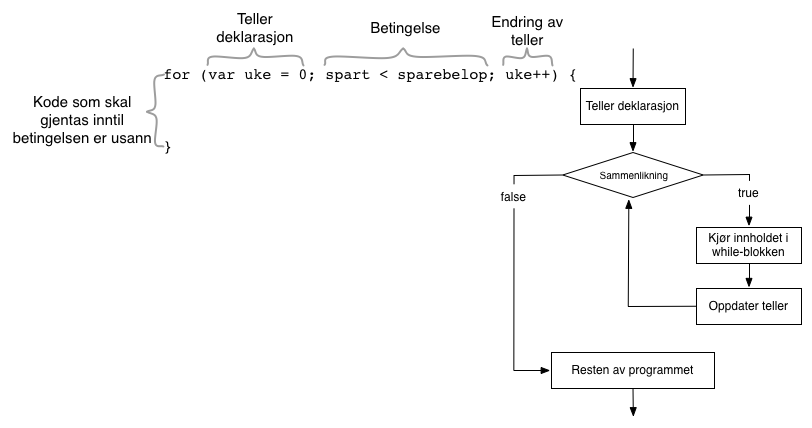 Teller
deklarasjon
Betingelse
Endring av
teller
for (var uke = 0; spart < sparebelop; uke++) {
Kode som skal
gjentas inntil
betingelsen er usann
}
Teller deklarasjon
Sammenlikning
false
true
Kjør innholdet i
while-blokken
Oppdater teller
Resten av programmet